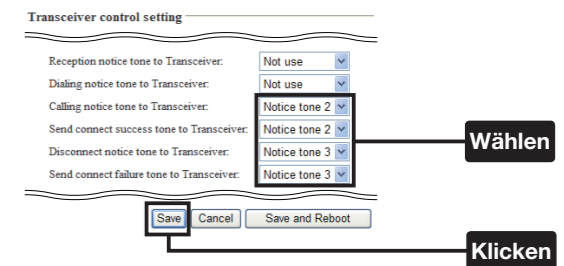 Transceiver control setting
Reception notice tone to Transceiver: Not use
Dialing notice tone to Transceiver: Not use
Calling notice tone to Transceiver: Notice tone 2
Send connect success tone to Transceiver: Notice tone 2
Disconnect notice tone to Transceiver: Notice tone 3
Send connect failure tone to Transceiver: Notice tone 3
Wählen
Save Cancel Save and Reboot
Klicken